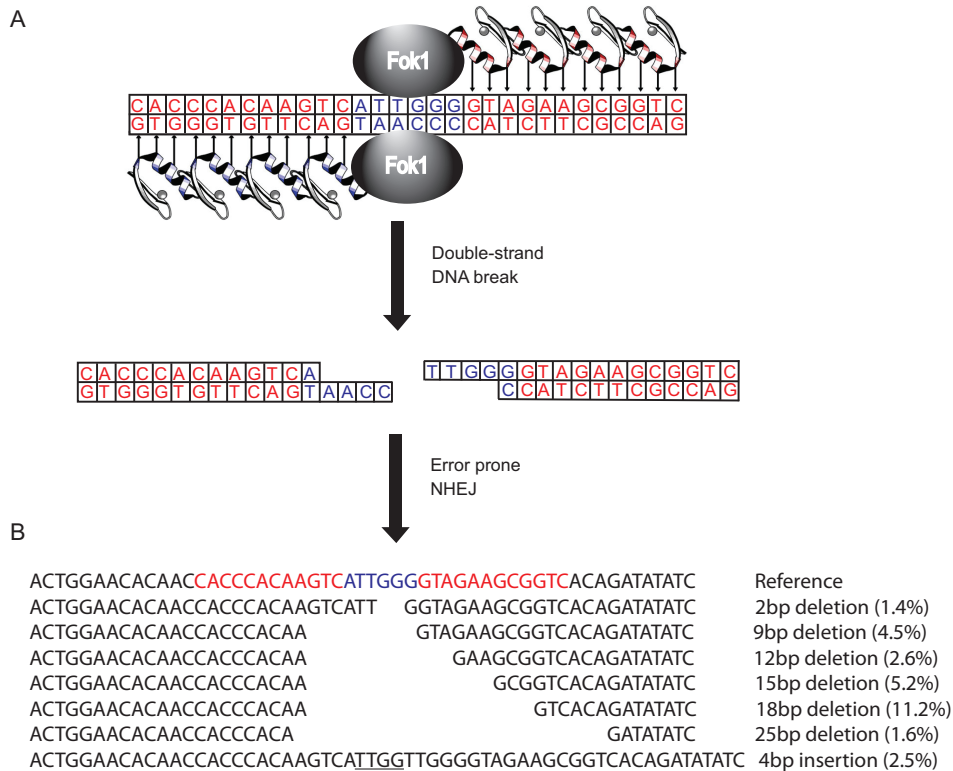 A
Fok1
CACCCACAAGTCATTGGGGTAGAAGCGGTC
GTGGGTGTTCAGTAACCCCATCTTCGCCAG
Fok1
Double-strand
DNA break
CACCCACAAGTCA
GTGGGTGTTCAGTAACC
TTGGGGTAGAAGCGGTC
CCATCTTCGCCAG
Error prone
NHEJ
B
ACTGGAACACAACCACCCACAAGTCATTGGGGTAGAAGCGGTCACAGATATATC Reference
ACTGGAACACAACCACCCACAAGTCATT GGTAGAAGCGGTCACAGATATATC 2bp deletion (1.4%)
ACTGGAACACAACCACCCACAA GTAGAAGCGGTCACAGATATATC 9bp deletion (4.5%)
ACTGGAACACAACCACCCACAA GAAGCGGTCACAGATATATC 12bp deletion (2.6%)
ACTGGAACACAACCACCCACAA GCGGTCACAGATATATC 15bp deletion (5.2%)
ACTGGAACACAACCACCCACAA GTCACAGATATATC 18bp deletion (11.2%)
ACTGGAACACAACCACCCACA GATATATC 25bp deletion (1.6%)
ACTGGAACACAACCACCCACAAGTCATTGGTTGGGGTAGAAGCGGTCACAGATATATC 4bp insertion (2.5%)